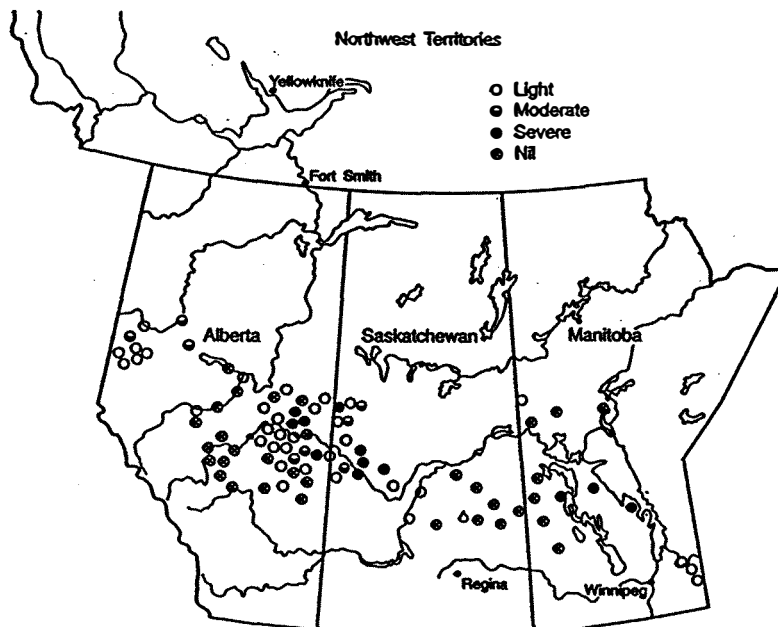 Northwest Territories
Yellowknife
Light
Moderate
Severe
Nil
Fort Smith
Alberta
Saskatchewan
Manitoba
Regina
Winnipeg